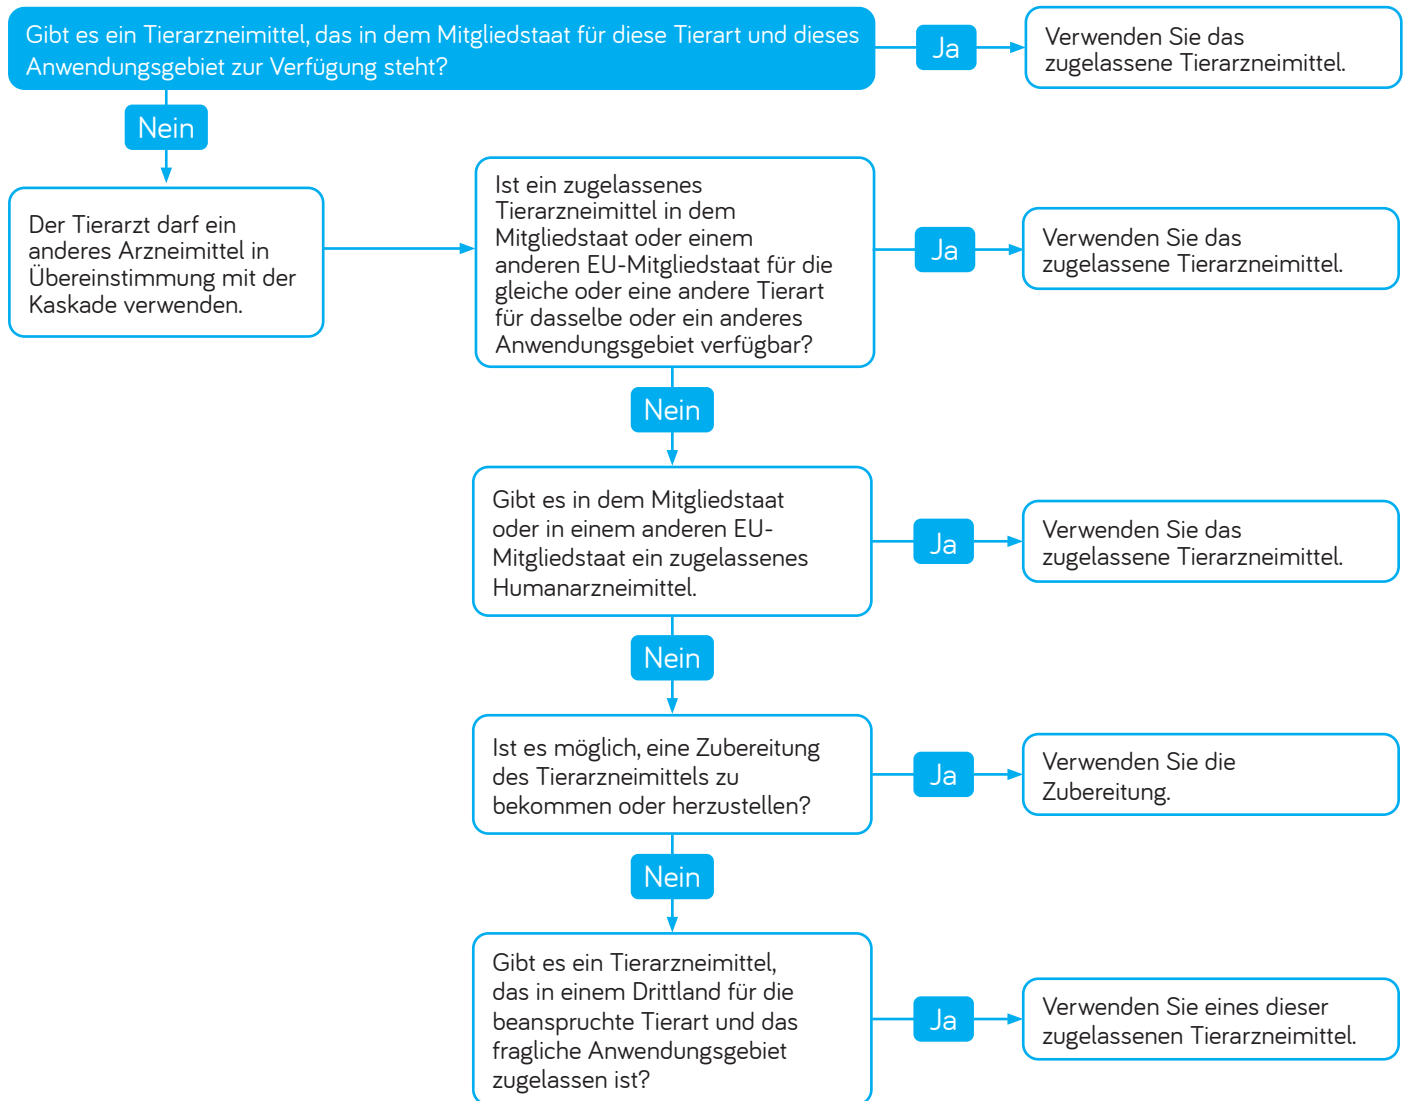 Gibt es ein Tierarzneimittel, das in dem Mitgliedstaat für diese Tierart und dieses
Anwendungsgebiet zur Verfügung steht?
Ja
Verwenden Sie das
zugelassene Tierarzneimittel.
Nein
Der Tierarzt darf ein
anderes Arzneimittel in
Übereinstimmung mit der
Kaskade verwenden.
Ist ein zugelassenes
Tierarzneimittel in dem
Mitgliedstaat oder einem
anderen EU-Mitgliedstaat für die
gleiche oder eine andere Tierart
für dasselbe oder ein anderes
Anwendungsgebiet verfügbar?
Ja
Verwenden Sie das
zugelassene Tierarzneimittel.
Nein
Gibt es in dem Mitgliedstaat
oder in einem anderen EU-
Mitgliedstaat ein zugelassenes
Humanarzneimittel.
Ja
Verwenden Sie das
zugelassene Tierarzneimittel.
Nein
Ist es möglich, eine Zubereitung
des Tierarzneimittels zu
bekommen oder herzustellen?
Ja
Verwenden Sie die
Zubereitung.
Nein
Gibt es ein Tierarzneimittel,
das in einem Drittland für die
beanspruchte Tierart und das
fragliche Anwendungsgebiet
zugelassen ist?
Ja
Verwenden Sie eines dieser
zugelassenen Tierarzneimittel.